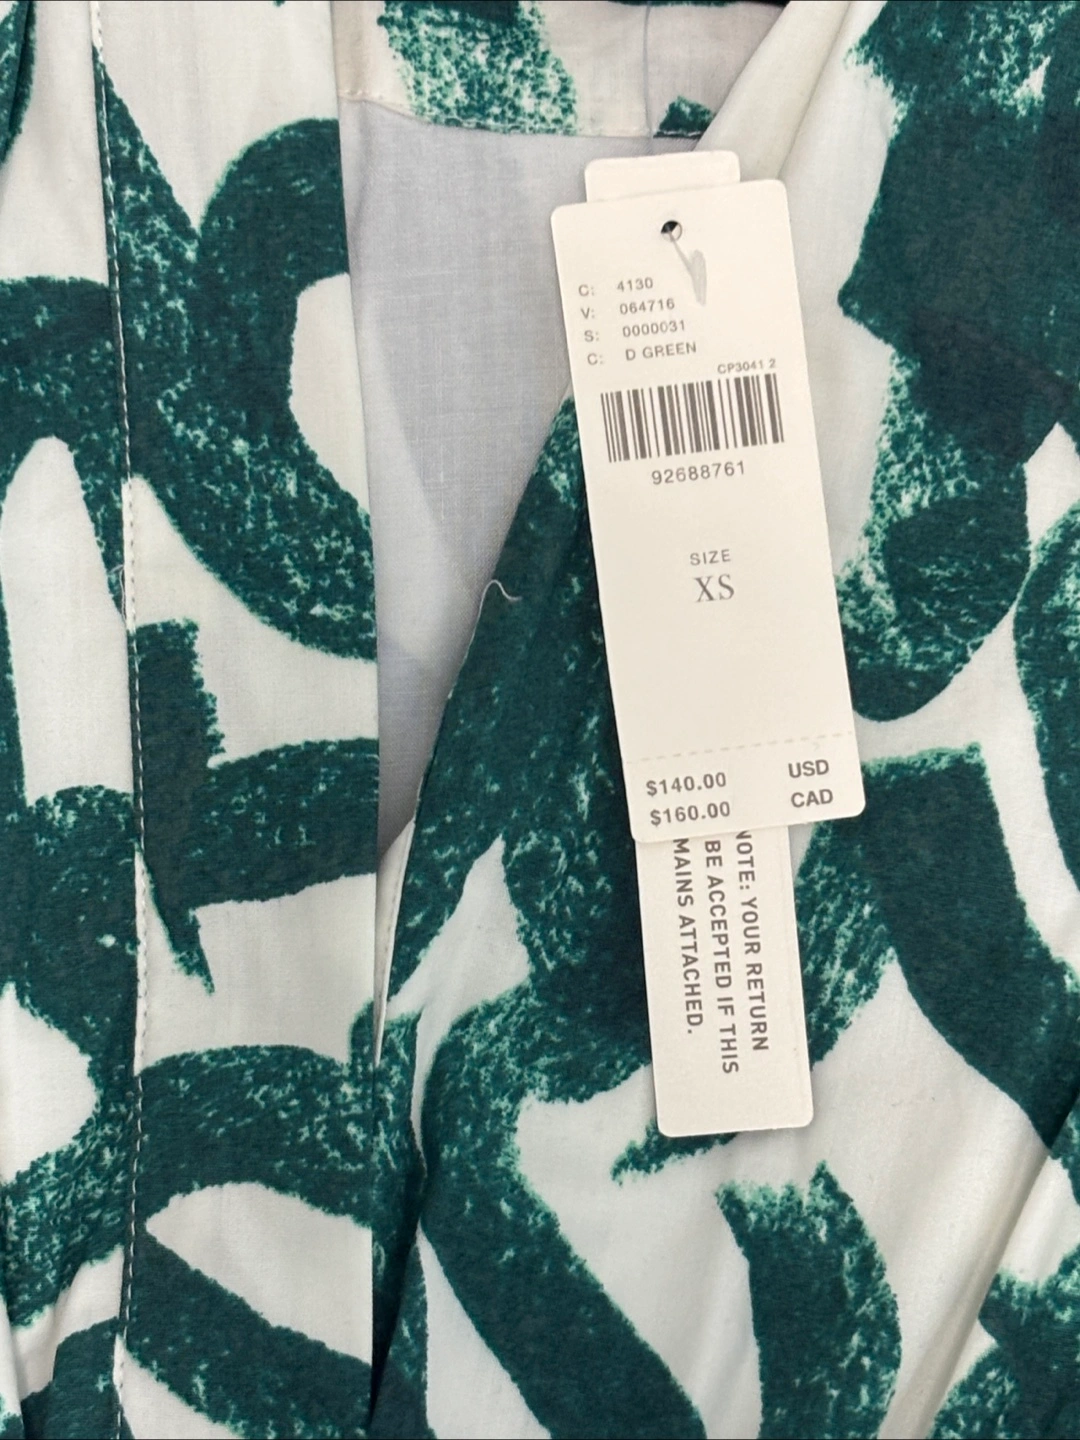 C: 4130
V: 064716
S: 0000031
C: D GREEN
CP3041 2
92688761
SIZE
XS
$140.00 USD
$160.00 CAD
NOTE: YOUR RETURN
BE ACCEPTED IF THIS
MAINS ATTACHED.